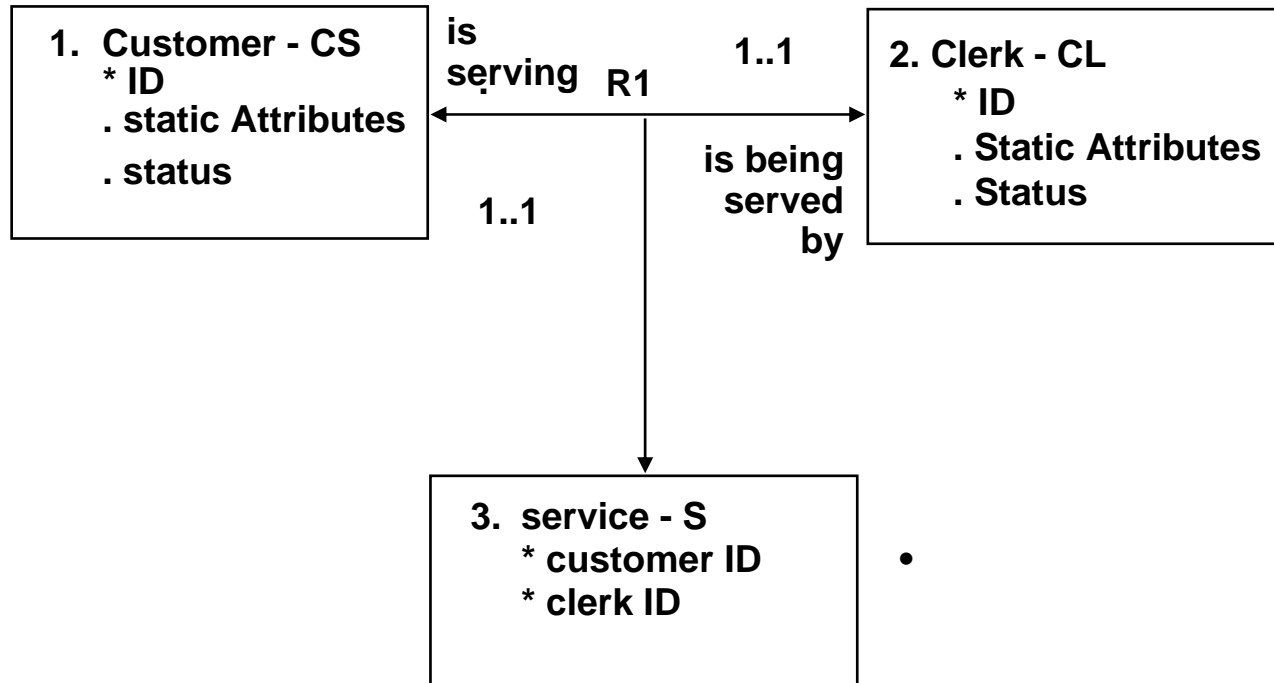 1. Customer - CS
* ID
. static Attributes
. status
is
serving
.
R1
1..1
is being
served
by
1..1
2. Clerk - CL
* ID
. Static Attributes
. Status
3. service - S
* customer ID
* clerk ID
•